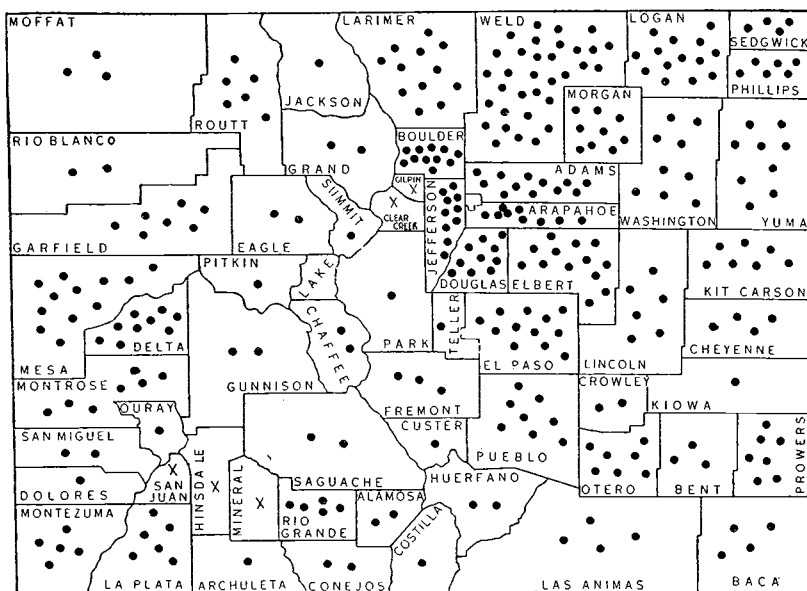 MOFFAT
LARIMER
WELD
LOGAN
SEDGWICK
PHILLIPS
JACKSON
ROUTT
MORGAN
RIO BLANCO
BOULDER
GRAND
GILPIN
X
ADAMS
SUMMIT
X
CLEAR
CREEK
JEFFERSON
ARAPAHOE
WASHINGTON
YUMA
GARFIELD
EAGLE
PITKIN
LAKE
DOUGLAS
ELBERT
KIT CARSON
CHAFFEE
TELLER
MESA
DELTA
PARK
EL PASO
LINCOLN
CHEYENNE
MONTROSE
GUNNISON
CROWLEY
KIOWA
OURAY
FREMONT
CUSTER
SAN MIGUEL
PUEBLO
PROWERS
X
SAN
JUAN
HINSDALE
X
MINERAL
X
SAGUACHE
HUERFANO
DOLORES
OTERO
BENT
MONTEZUMA
RIO
GRANDE
ALAMOSA
COSTILLA
LA PLATA
ARCHULETA
CONEJOS
LAS ANIMAS
BACA